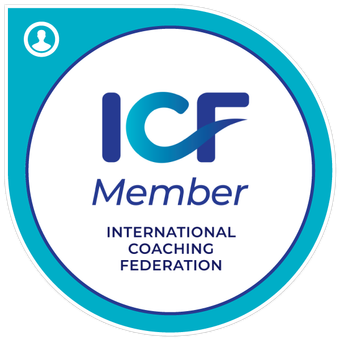 ICF
Member
INTERNATIONAL
COACHING
FEDERATION